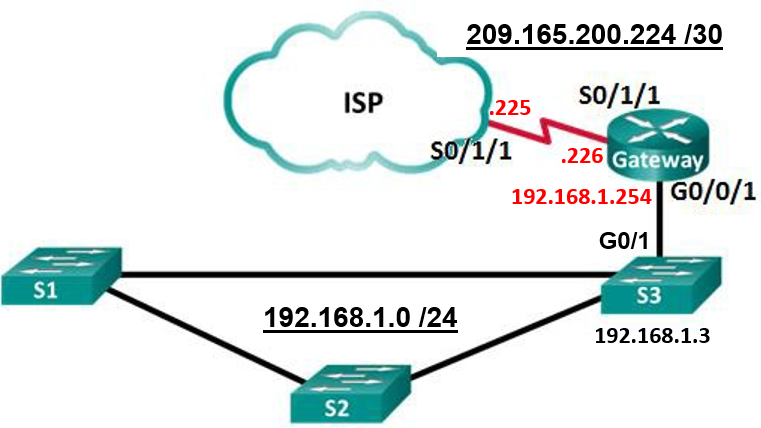 209.165.200.224 /30
ISP
.225
S0/1/1
S0/1/1
.226
Gateway
192.168.1.254
G0/0/1
G0/1
S1
S3
192.168.1.0 /24
192.168.1.3
S2